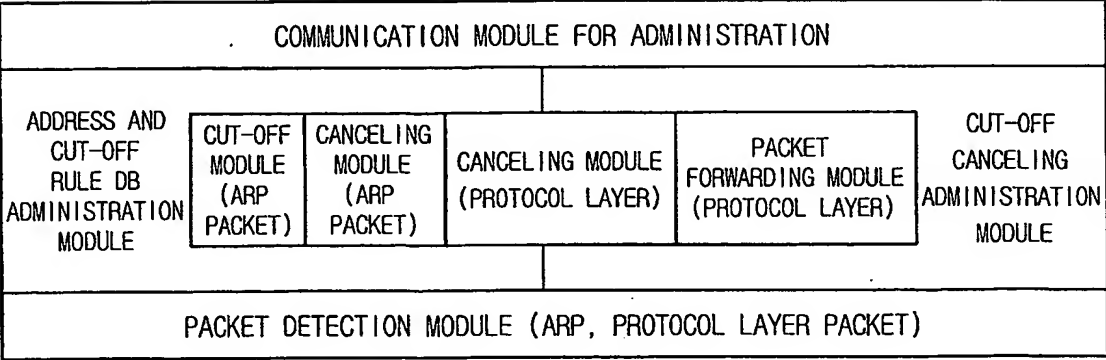 COMMUNICATION MODULE FOR ADMINISTRATION
ADDRESS AND
CUT-OFF
RULE DB
ADMINISTRATION
MODULE
CUT-OFF
MODULE
(ARP
PACKET)
CANCELING
MODULE
(ARP
PACKET)
CANCELING MODULE
(PROTOCOL LAYER)
PACKET
FORWARDING MODULE
(PROTOCOL LAYER)
CUT-OFF
CANCELING
ADMINISTRATION
MODULE
PACKET DETECTION MODULE (ARP, PROTOCOL LAYER PACKET)